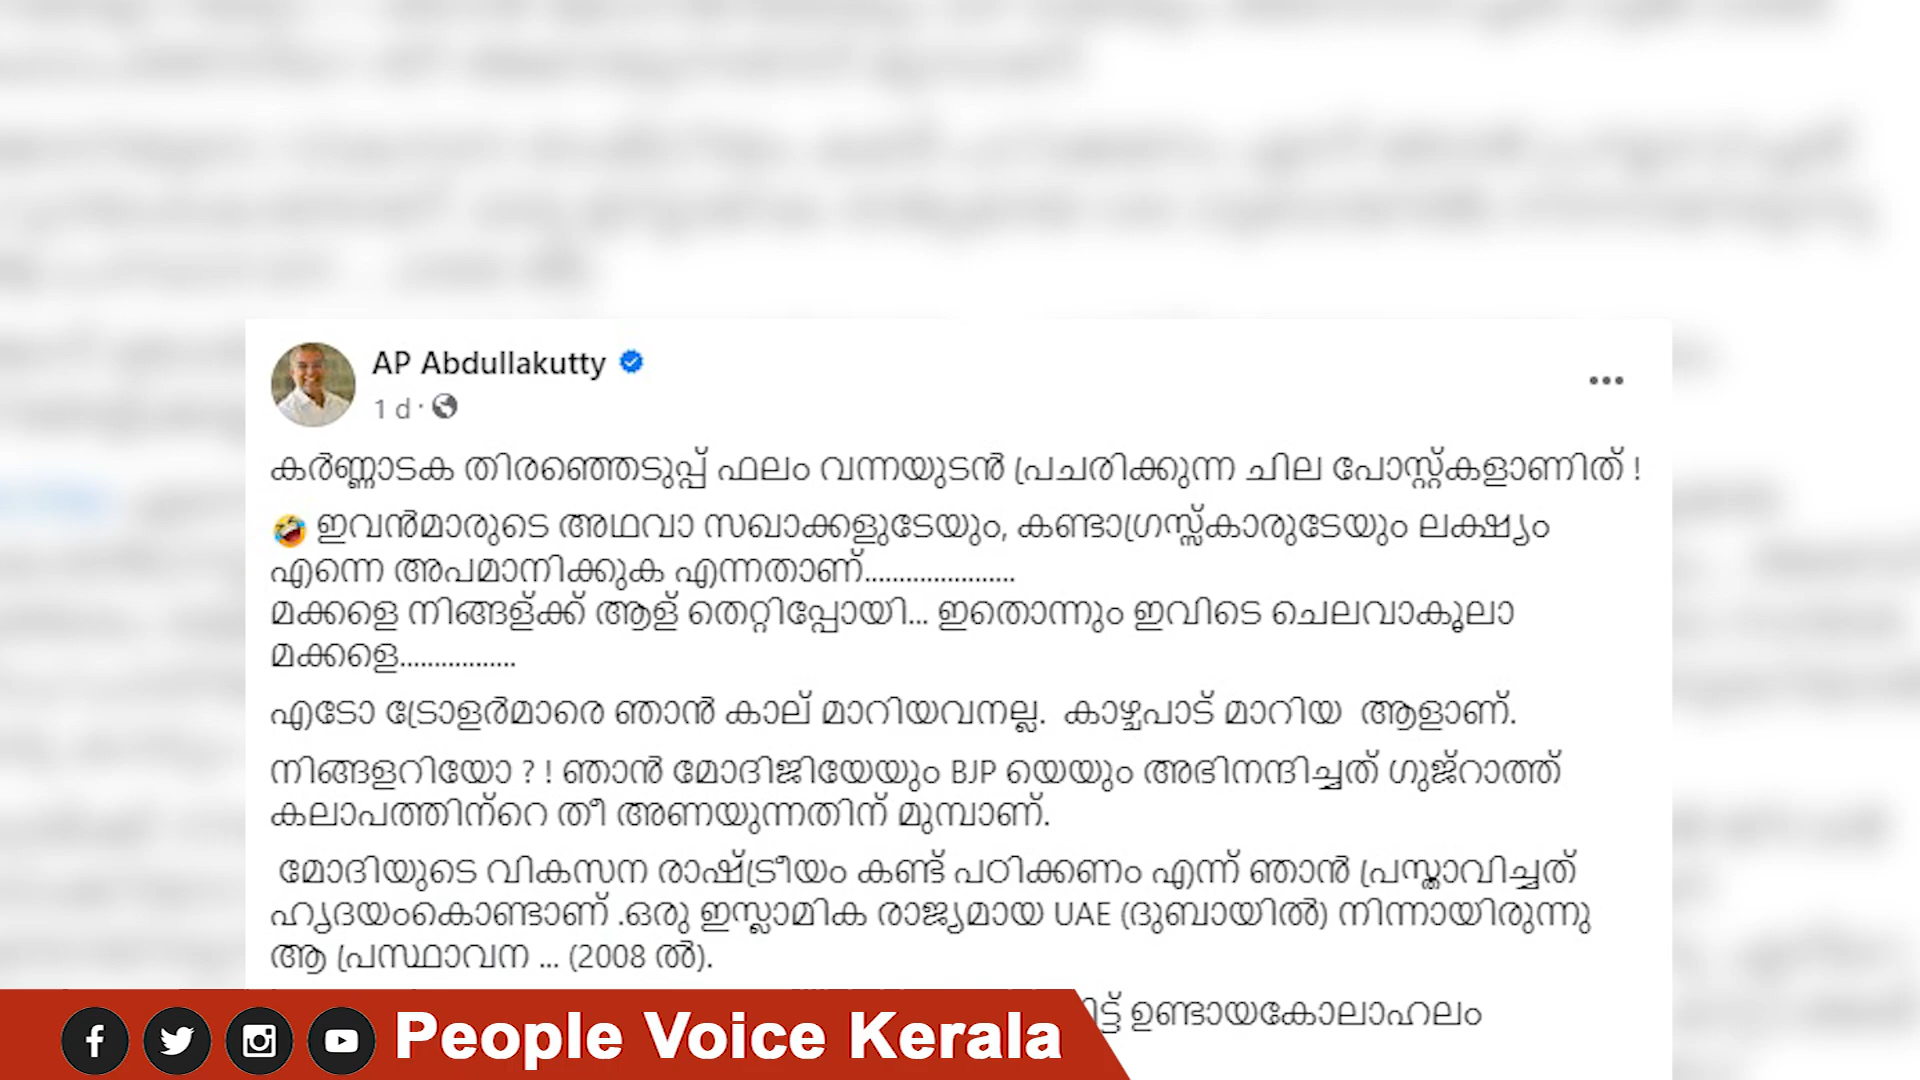 AP Abdullakutty
1 d ·
കർണ്ണാടക തിരഞ്ഞെടുപ്പ് ഫലം വന്നയുടൻ പ്രചരിക്കുന്ന ചില പോസ്റ്റ്കളാണിത് !
🤣 ഇവൻമാരുടെ അഥവാ സഖാക്കളുടേയും, കണ്ടാഗ്രസ്സ്കാരുടേയും ലക്ഷ്യം
എന്നെ അപമാനിക്കുക എന്നതാണ്......................
മക്കളെ നിങ്ങള്ക്ക് ആള് തെറ്റിപ്പോയി... ഇതൊന്നും ഇവിടെ ചെലവാകൂലാ
മക്കളെ.................
എടോ ട്രോളർമാരെ ഞാൻ കാല് മാറിയവനല്ല. കാഴ്ചപാട് മാറിയ ആളാണ്.
നിങ്ങളറിയോ ? ! ഞാൻ മോദിജിയേയും BJP യെയും അഭിനന്ദിച്ചത് ഗുജ്റാത്ത്
കലാപത്തിന്റെ തീ അണയുന്നതിന് മുമ്പാണ്.
മോദിയുടെ വികസന രാഷ്ട്രീയം കണ്ട് പഠിക്കണം എന്ന് ഞാൻ പ്രസ്താവിച്ചത്
ഹൃദയംകൊണ്ടാണ് .ഒരു ഇസ്ലാമിക രാജ്യമായ UAE (ദുബായിൽ) നിന്നായിരുന്നു
ആ പ്രസ്ഥാവന ... (2008 ൽ).
ഉണ്ടായകോലാഹലം
People Voice Kerala